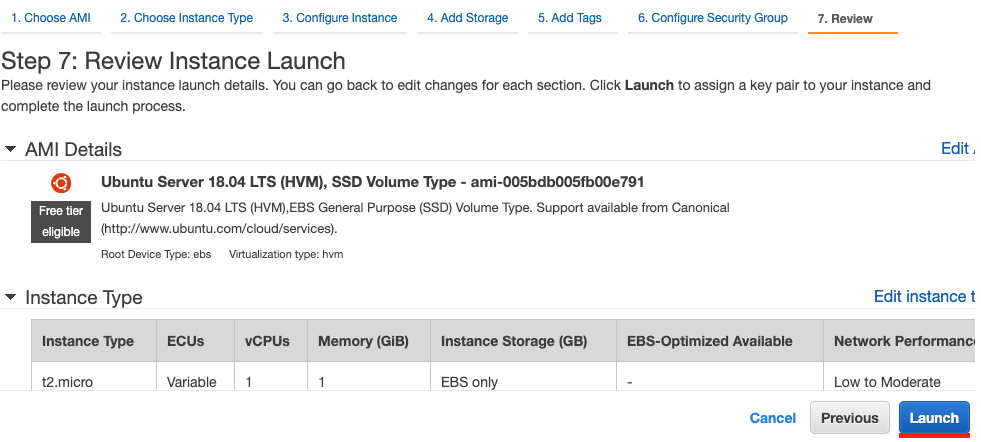 1. Choose AMI 2. Choose Instance Type 3. Configure Instance 4. Add Storage 5. Add Tags 6. Configure Security Group 7. Review
Step 7: Review Instance Launch
Please review your instance launch details. You can go back to edit changes for each section. Click Launch to assign a key pair to your instance and
complete the launch process.
AMI Details Edit
Ubuntu Server 18.04 LTS (HVM), SSD Volume Type - ami-005bdb005fb00e791
Free tier
eligible
Ubuntu Server 18.04 LTS (HVM),EBS General Purpose (SSD) Volume Type. Support available from Canonical
(http://www.ubuntu.com/cloud/services).
Root Device Type: ebs Virtualization type: hvm
Instance Type Edit instance t
Instance Type ECUs vCPUs Memory (GiB) Instance Storage (GB) EBS-Optimized Available Network Performanc
t2.micro Variable 1 1 EBS only - Low to Moderate
Cancel Previous Launch